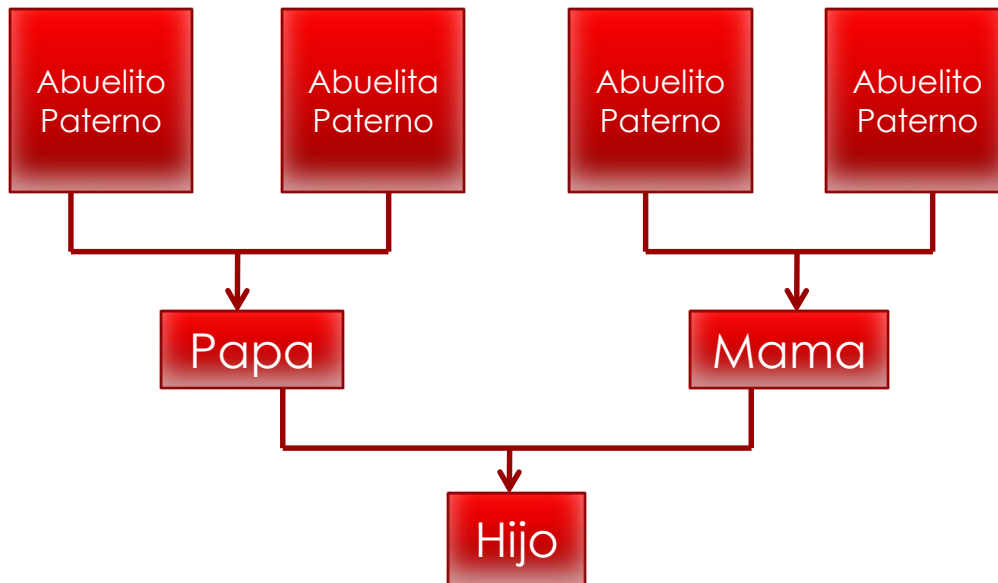 Abuelito
Paterno
Abuelita
Paterno
Abuelito
Paterno
Abuelito
Paterno
Papa
Mama
Hijo